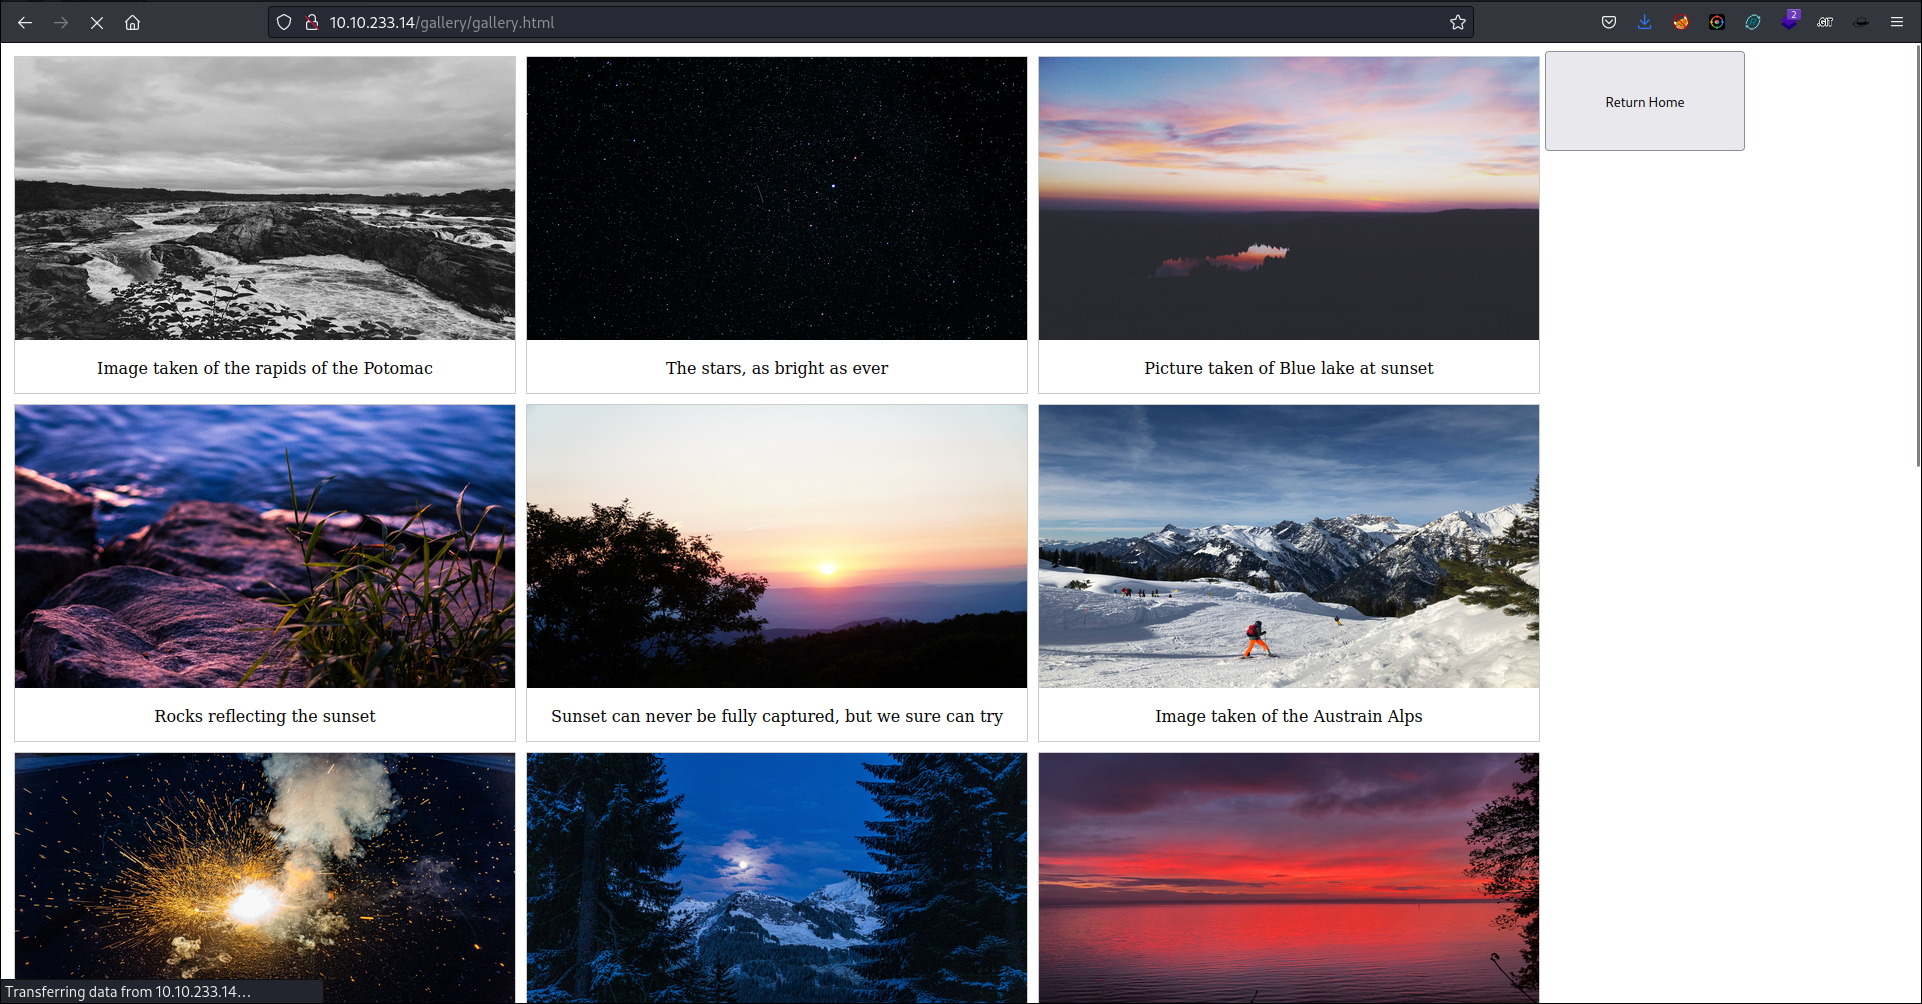 10.10.233.14/gallery/gallery.html
2
.GIT
Return Home
Image taken of the rapids of the Potomac
The stars, as bright as ever
Picture taken of Blue lake at sunset
Rocks reflecting the sunset
Sunset can never be fully captured, but we sure can try
Image taken of the Austrain Alps
Transferring data from 10.10.233.14…